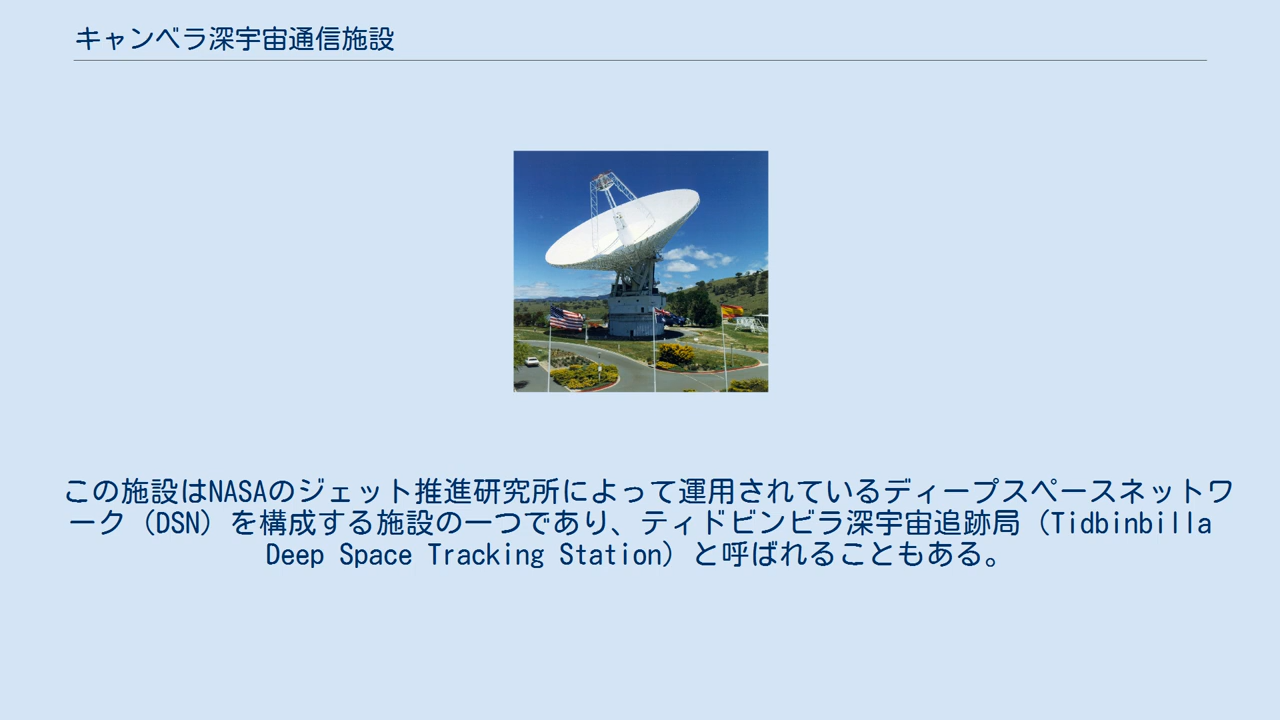 キャンベラ深宇宙通信施設
この施設はNASAのジェット推進研究所によって運用されているディープスペースネットワ
ーク（DSN）を構成する施設の一つであり、ティドビンビラ深宇宙追跡局（Tidbinbilla
Deep Space Tracking Station）と呼ばれることもある。